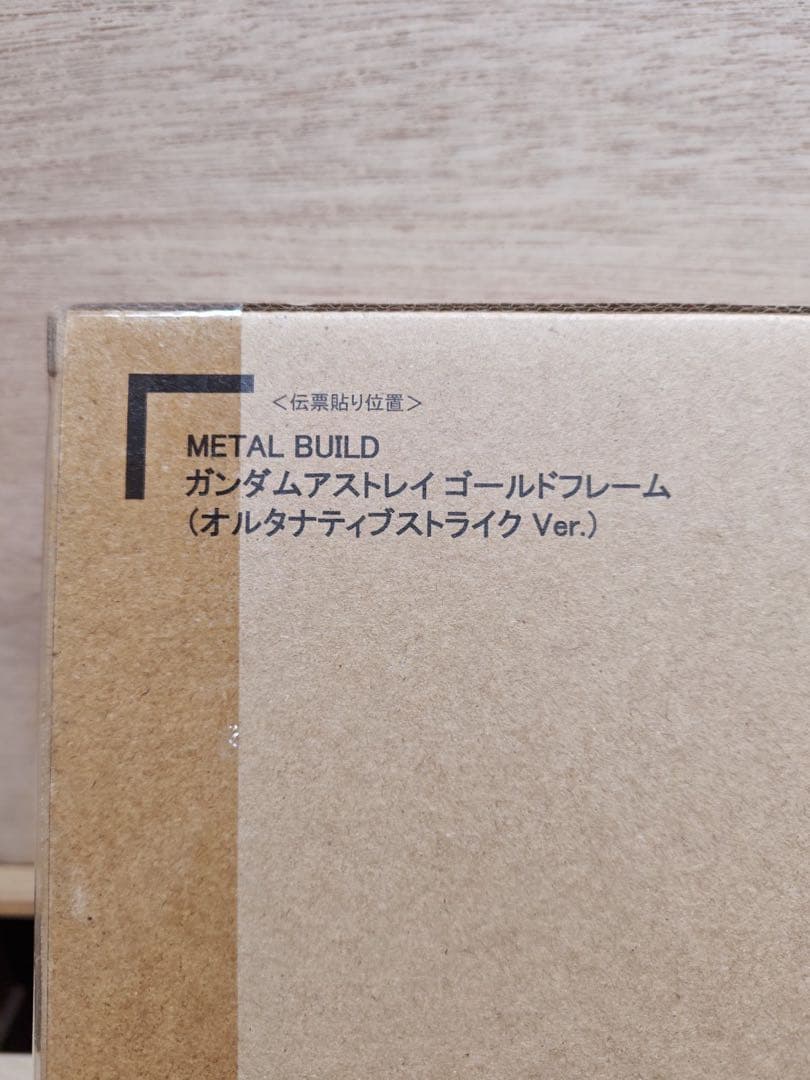 <伝票貼り位置>
METAL BUILD
ガンダムアストレイ ゴールドフレーム
(オルタナティブストライク Ver.)